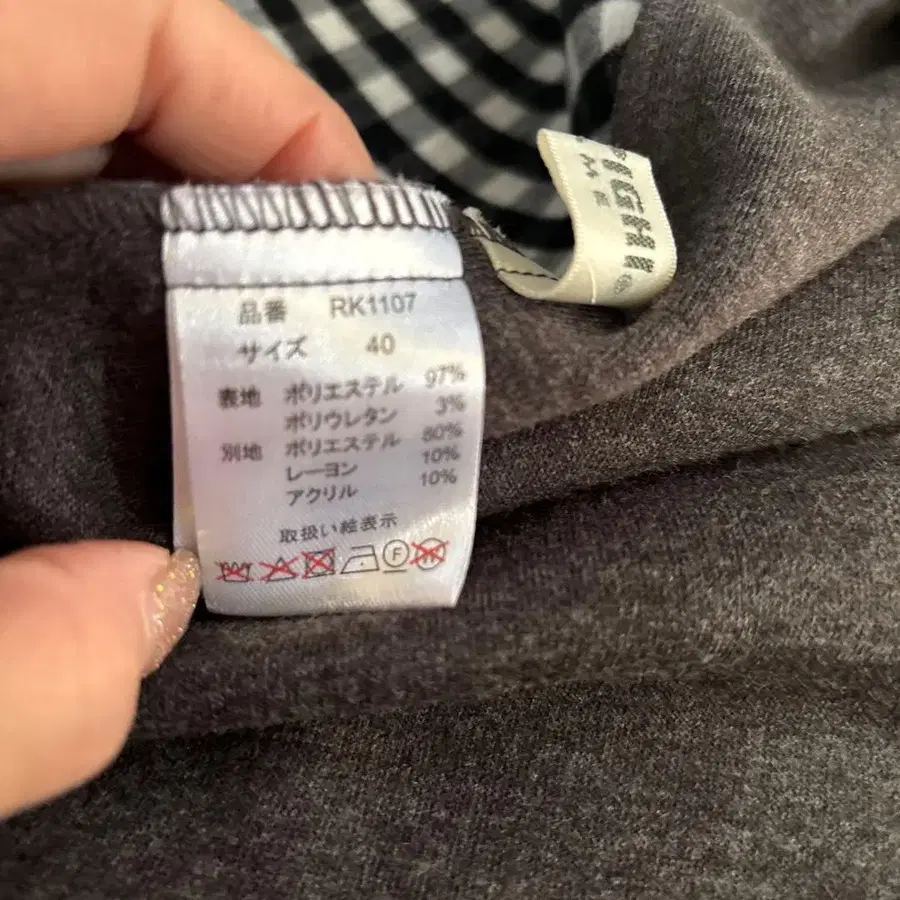 品番 RK1107
サイズ 40
表地 ポリエステル 97%
ポリウレタン 3%
別地 ポリエステル 80%
レーヨン 10%
アクリル 10%
取扱い絵表示
F